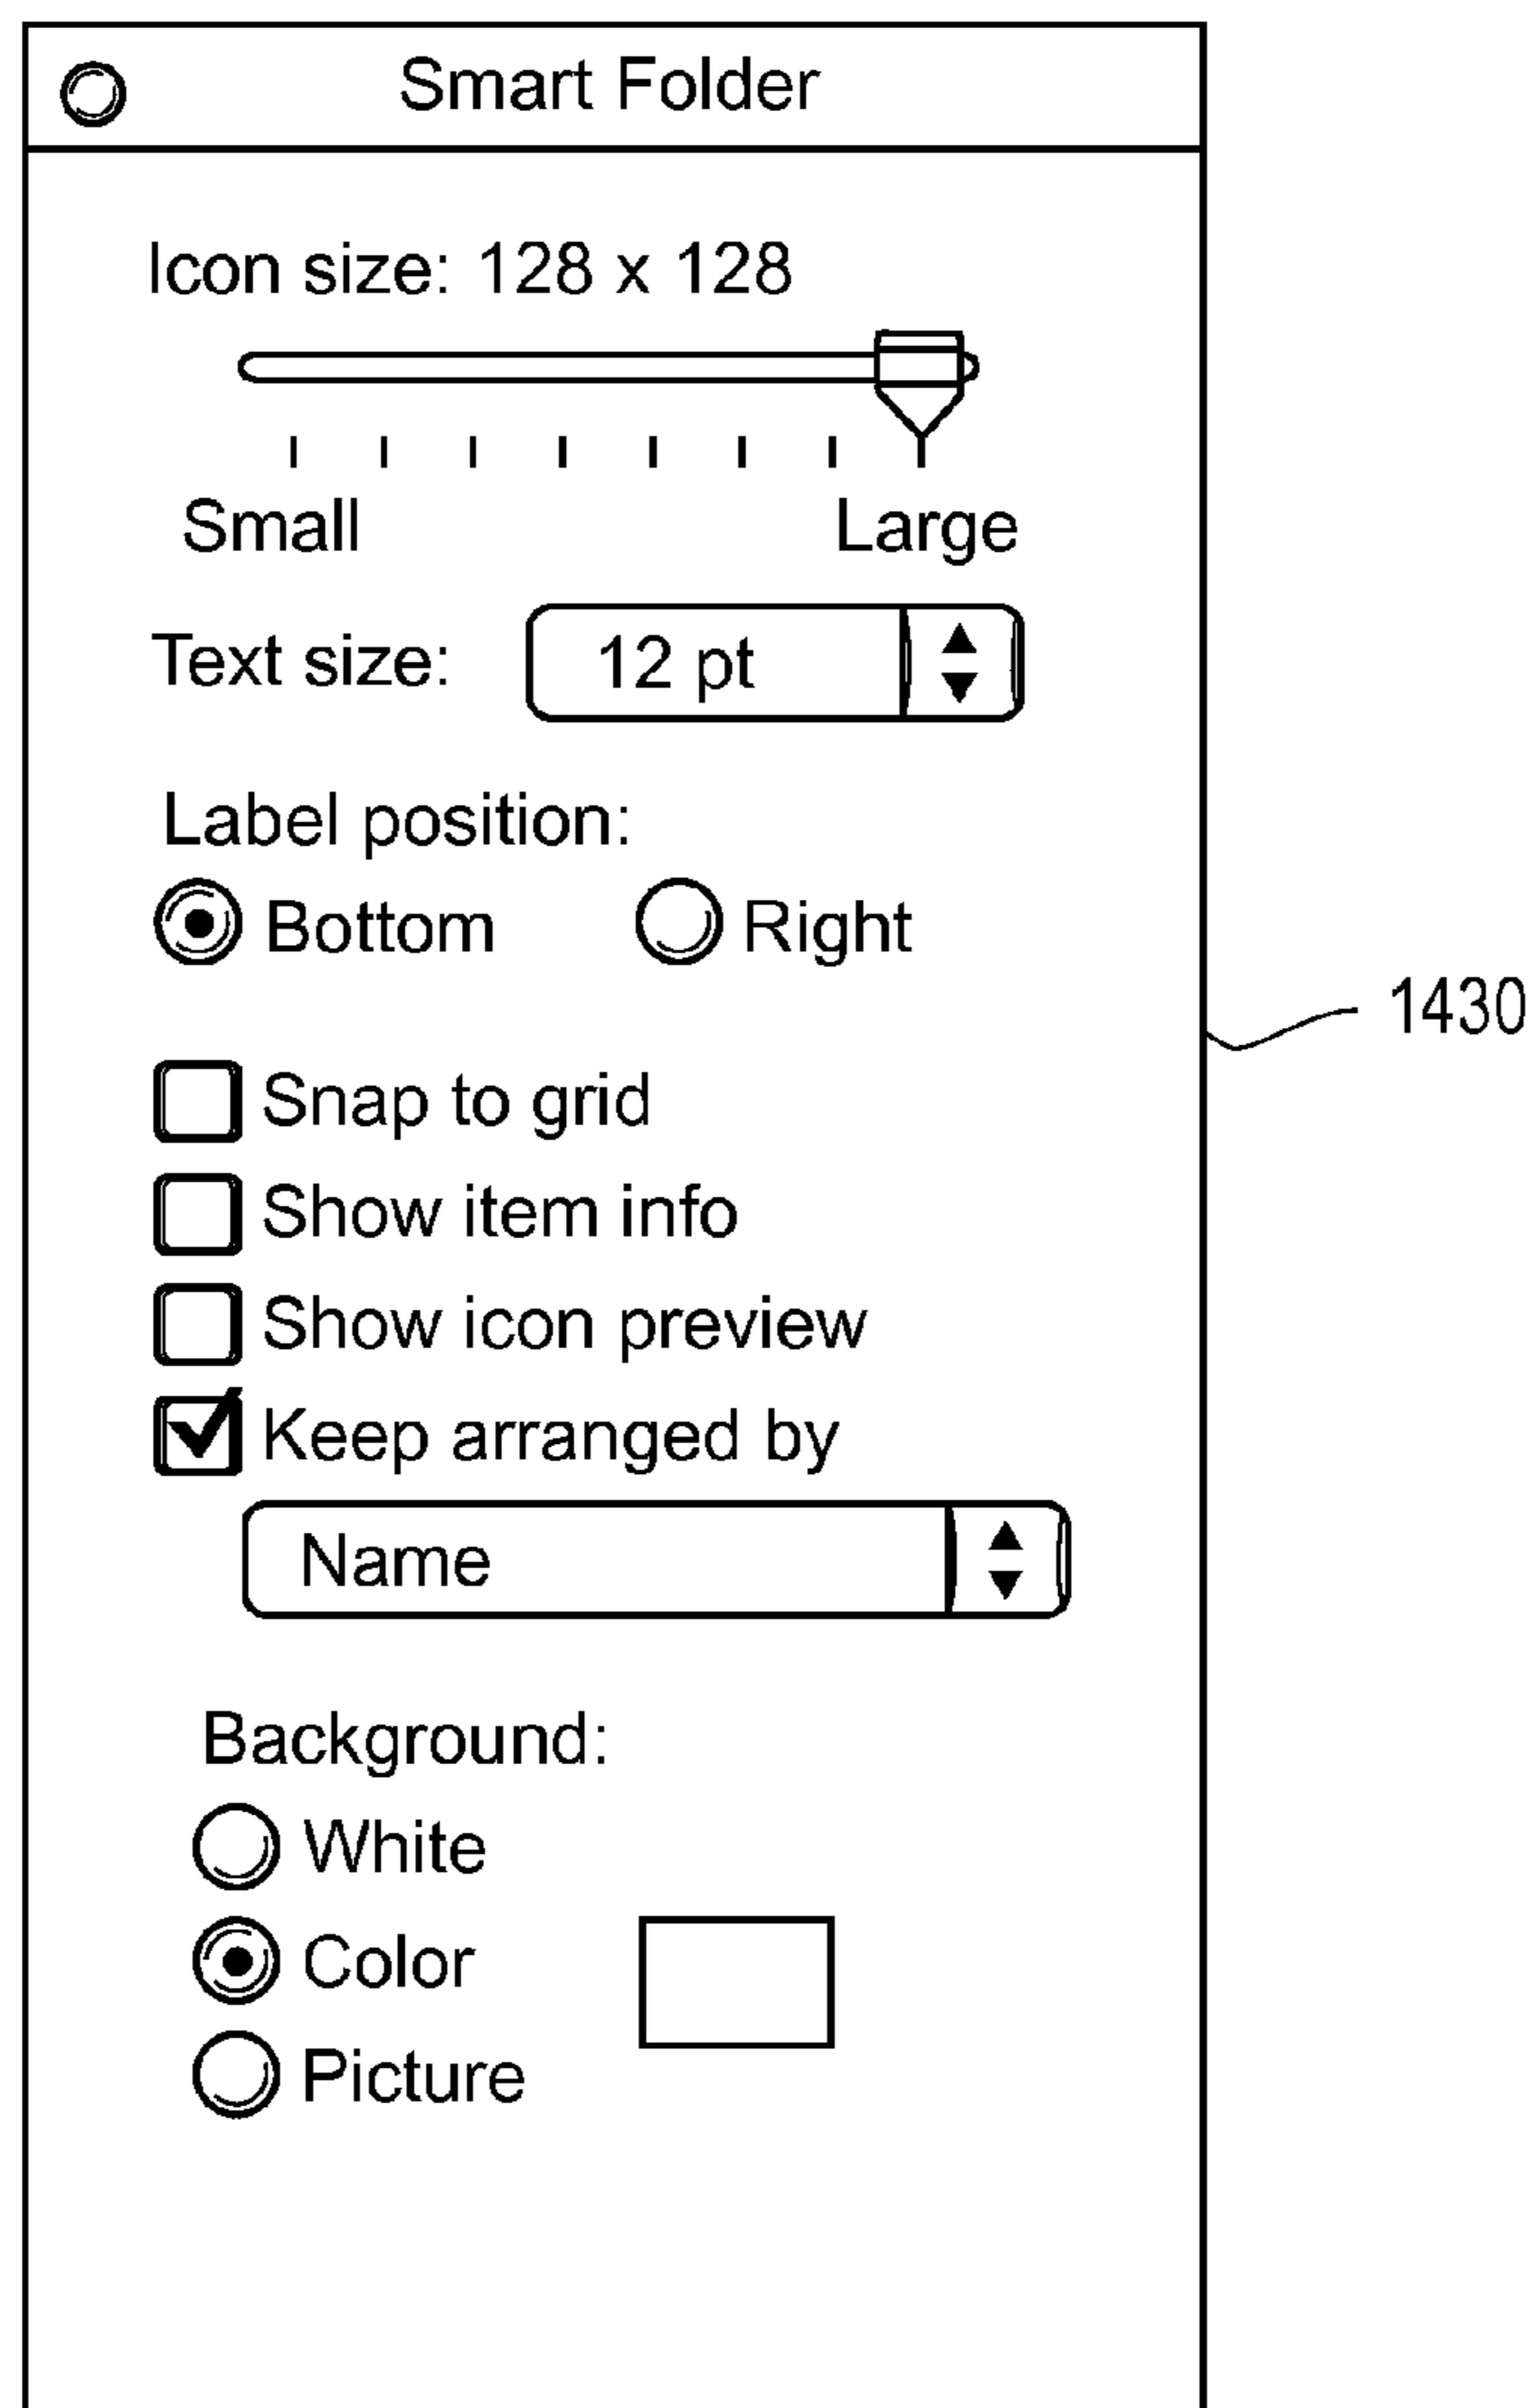 Smart Folder
Icon size: 128 x 128
Small Large
Text size: 12 pt
Label position:
Bottom Right
1430
Snap to grid
Show item info
Show icon preview
Keep arranged by
Name
Background:
White
Color
Picture